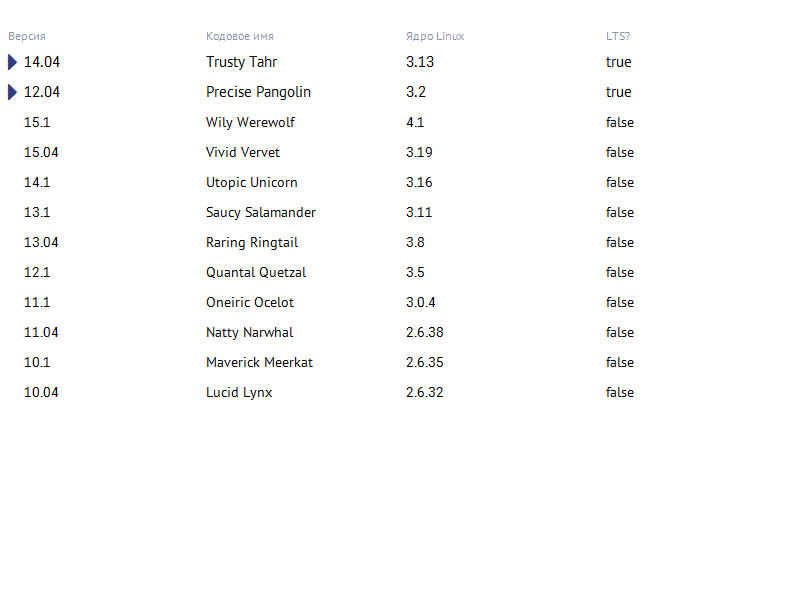 Версия Кодовое имя Ядро Linux LTS?
14.04 Trusty Tahr 3.13 true
12.04 Precise Pangolin 3.2 true
15.1 Wily Werewolf 4.1 false
15.04 Vivid Vervet 3.19 false
14.1 Utopic Unicorn 3.16 false
13.1 Saucy Salamander 3.11 false
13.04 Raring Ringtail 3.8 false
12.1 Quantal Quetzal 3.5 false
11.1 Oneiric Ocelot 3.0.4 false
11.04 Natty Narwhal 2.6.38 false
10.1 Maverick Meerkat 2.6.35 false
10.04 Lucid Lynx 2.6.32 false